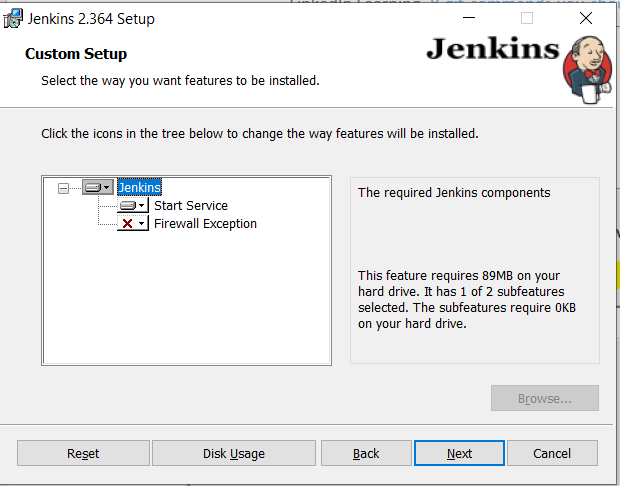 Jenkins 2.364 Setup
Custom Setup
Select the way you want features to be installed.
Jenkins
Click the icons in the tree below to change the way features will be installed.
Jenkins
Start Service
Firewall Exception
The required Jenkins components
This feature requires 89MB on your
hard drive. It has 1 of 2 subfeatures
selected. The subfeatures require 0KB
on your hard drive.
Browse...
Reset
Disk Usage
Back
Next
Cancel